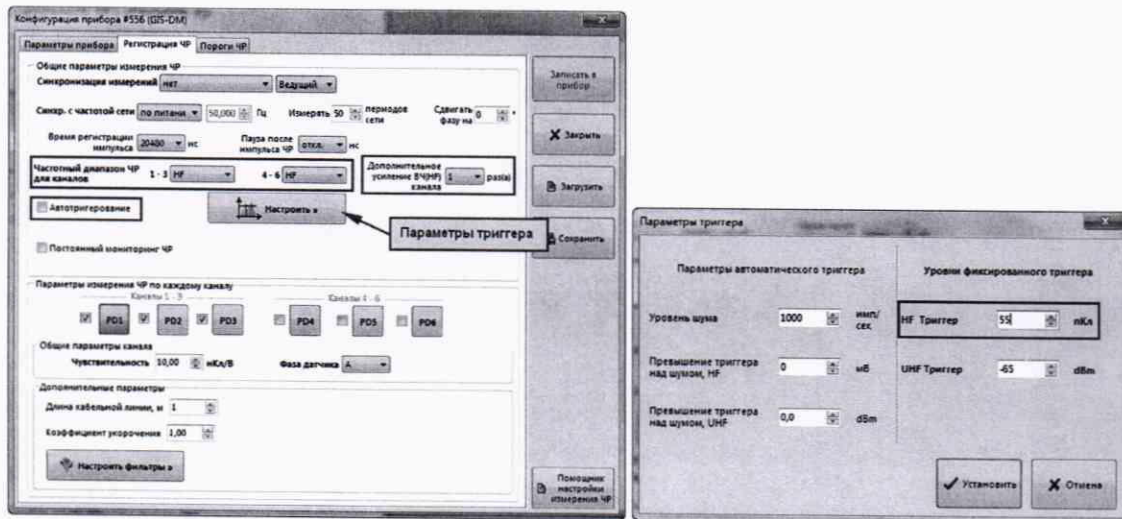 Конфигурация прибора #556 (GIS-DM)
Параметры прибора Регистрация ЧР Пороги ЧР
Общие параметры измерения ЧР
Синхронизация измерений нет Ведущий
Синхр. с частотой сети по питани 50,000 Гц Измерять 50 периодов сети Сдвигать фазу на 0 °
Время регистрации импульса 20480 нс Пауза после импульса ЧР откл. нс
Частотный диапазон ЧР для каналов 1 - 3 HF 4 - 6 HF Дополнительное усиление ВЧ(HF) канала 1 раз(а)
Автотригерование Настроить »
Параметры триггера
Постоянный мониторинг ЧР
Параметры измерения ЧР по каждому каналу
Каналы 1 - 3 Каналы 4 - 6
PD1 PD2 PD3 PD4 PD5 PD6
Общие параметры канала
Чувствительность 10,00 нКл/В Фаза датчика A
Дополнительные параметры
Длина кабельной линии, м 1
Коэффициент укорочения 1,00
Настроить фильтры »
Записать в прибор
Закрыть
Загрузить
Сохранить
Помощник настройки измерения ЧР
Параметры триггера
Параметры автоматического триггера Уровни фиксированного триггера
Уровень шума 1000 имп/сек HF Триггер 55 пКл
Превышение триггера над шумом, HF 0 мВ UHF Триггер -65 dBm
Превышение триггера над шумом, UHF 0,0 dBm
Установить Отмена